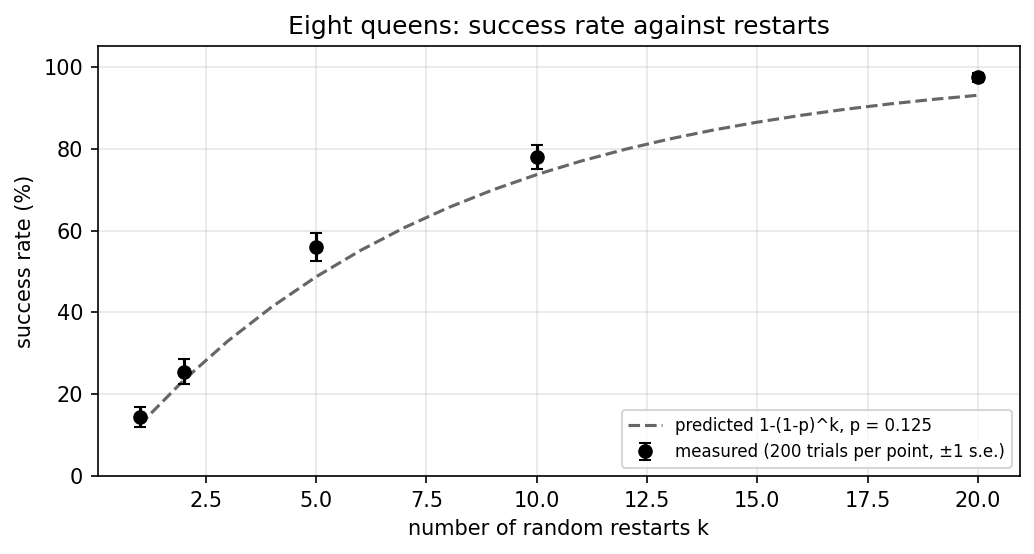 Eight queens: success rate against restarts
success rate (%)
100
80
60
40
20
0
predicted 1-(1-p)^k, p = 0.125
measured (200 trials per point, ±1 s.e.)
2.5 5.0 7.5 10.0 12.5 15.0 17.5 20.0
number of random restarts k